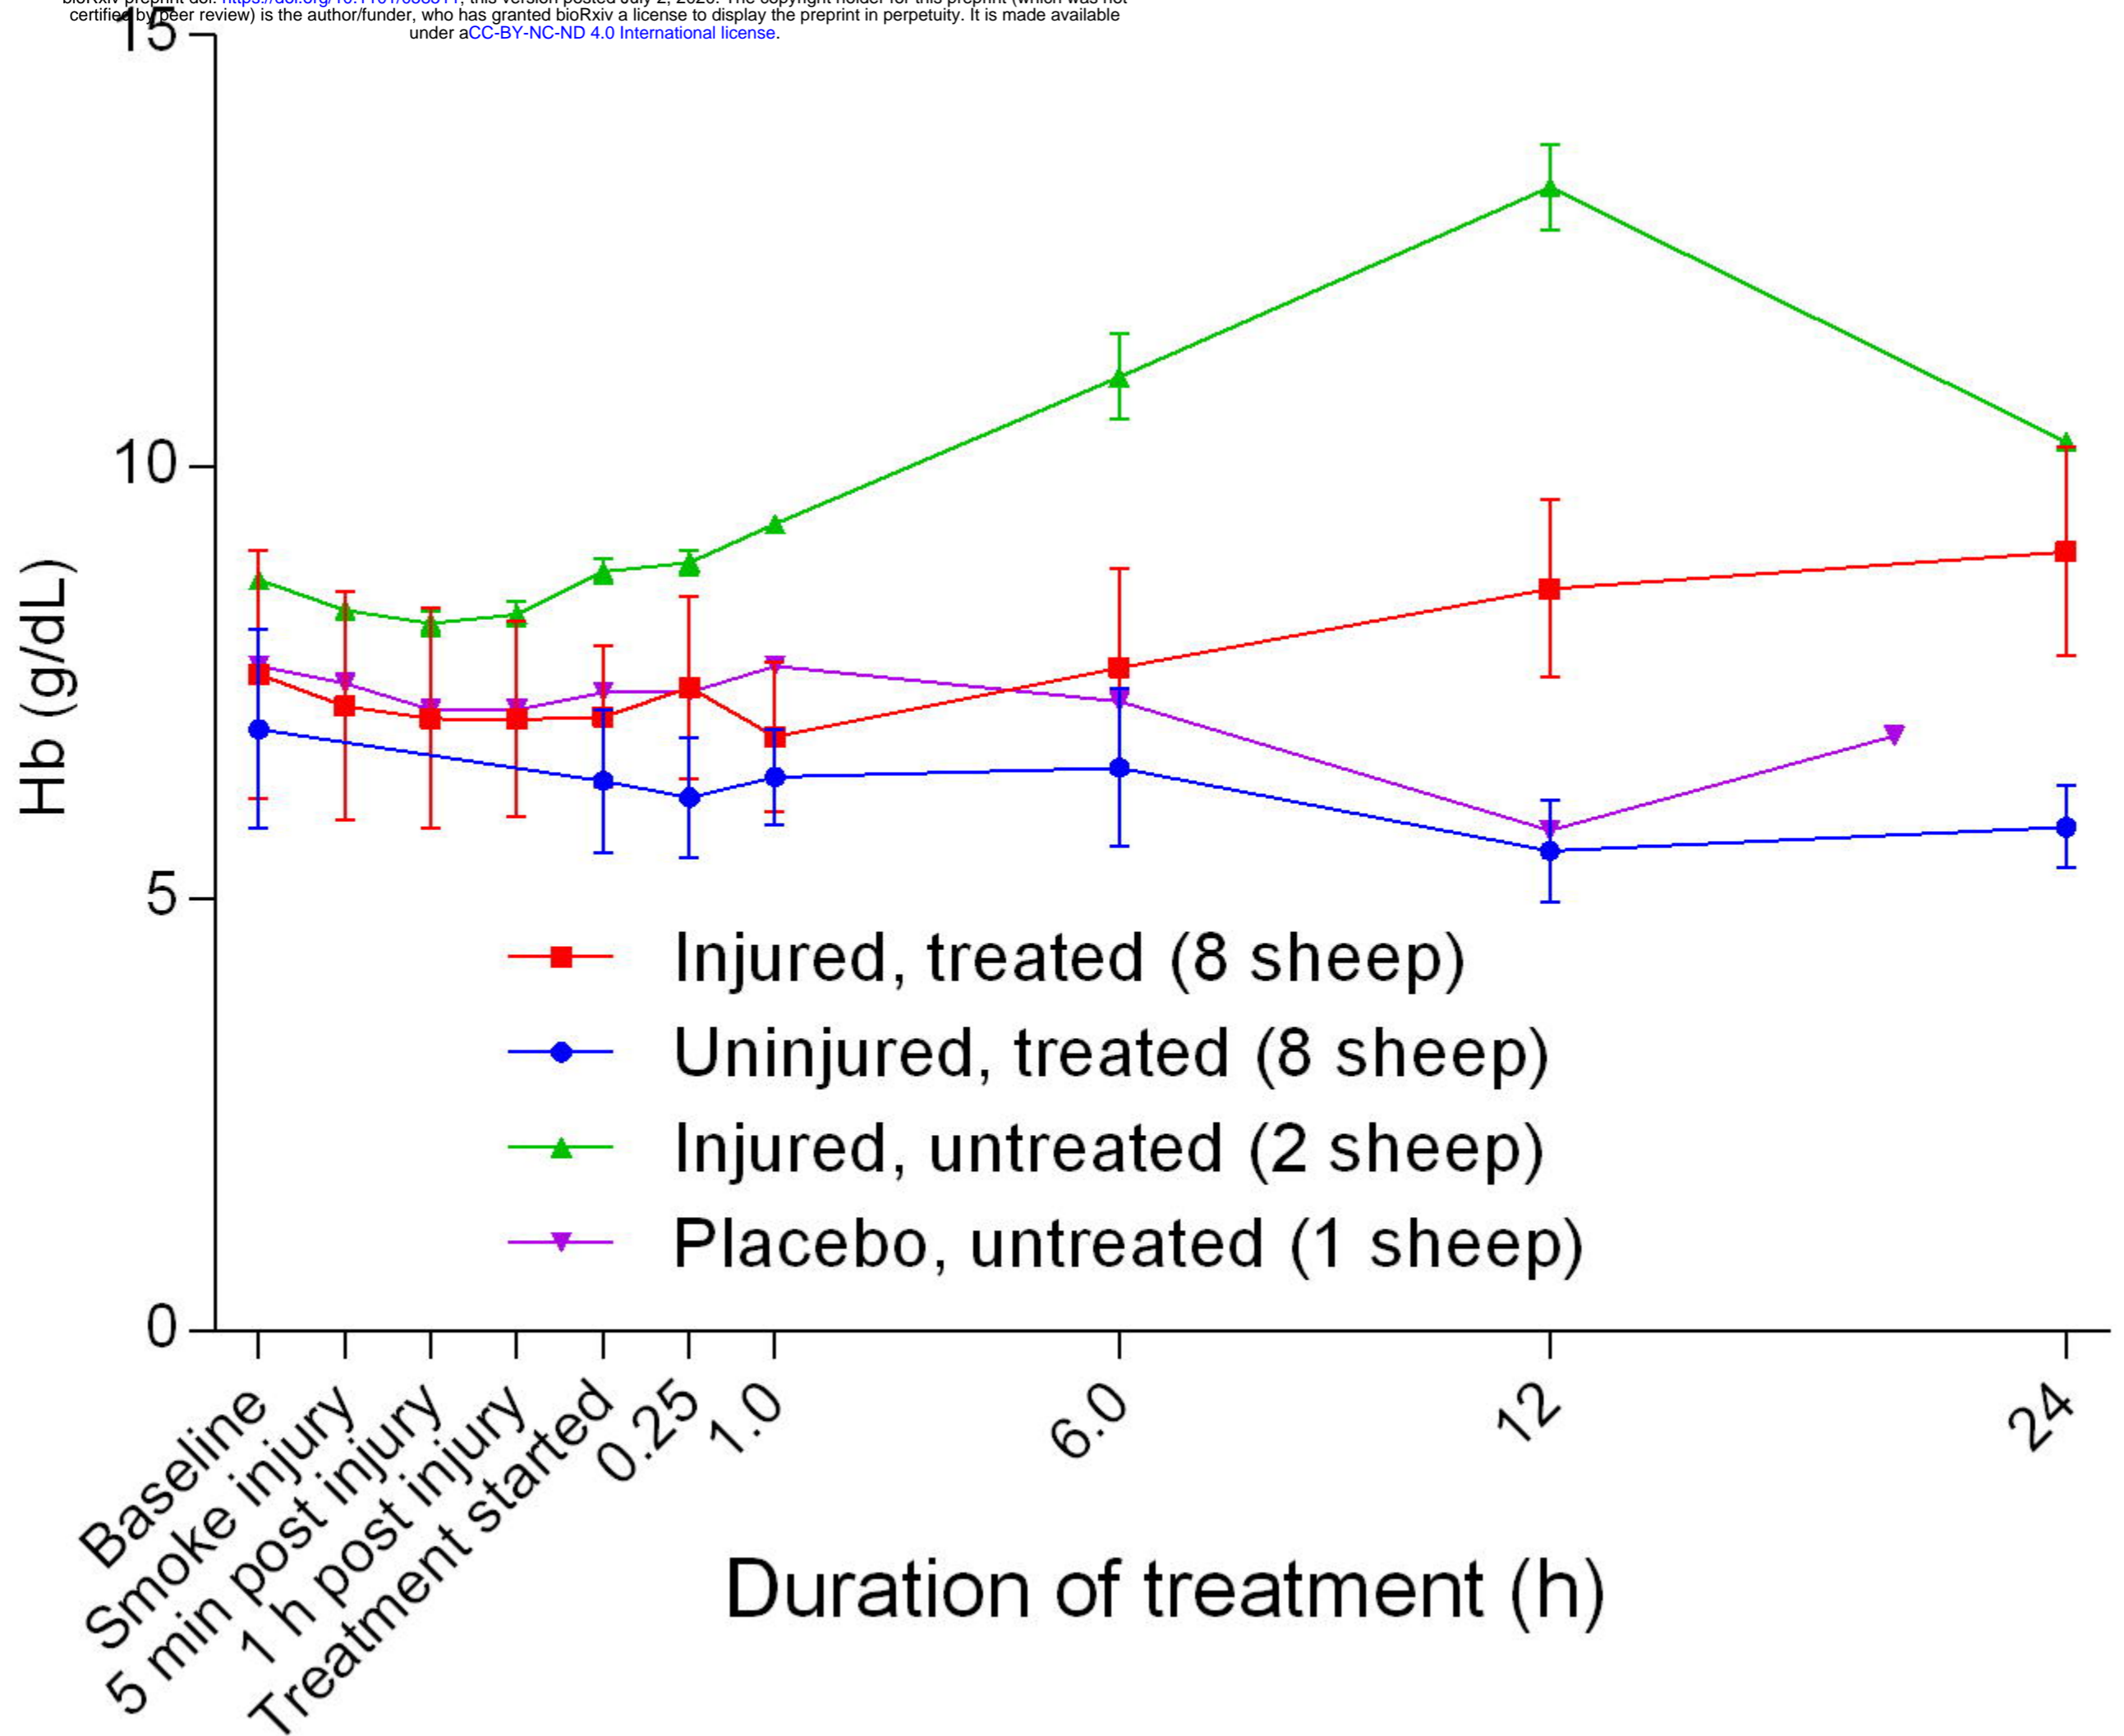 certified by peer review) is the author/funder, who has granted bioRxiv a license to display the preprint in perpetuity. It is made available
under aCC-BY-NC-ND 4.0 International license.
15
10
5
0
Hb (g/dL)
Injured, treated (8 sheep)
Uninjured, treated (8 sheep)
Injured, untreated (2 sheep)
Placebo, untreated (1 sheep)
Baseline
Smoke injury
5 min post injury
1 h post injury
Treatment started
0.25
1.0
6.0
12
24
Duration of treatment (h)